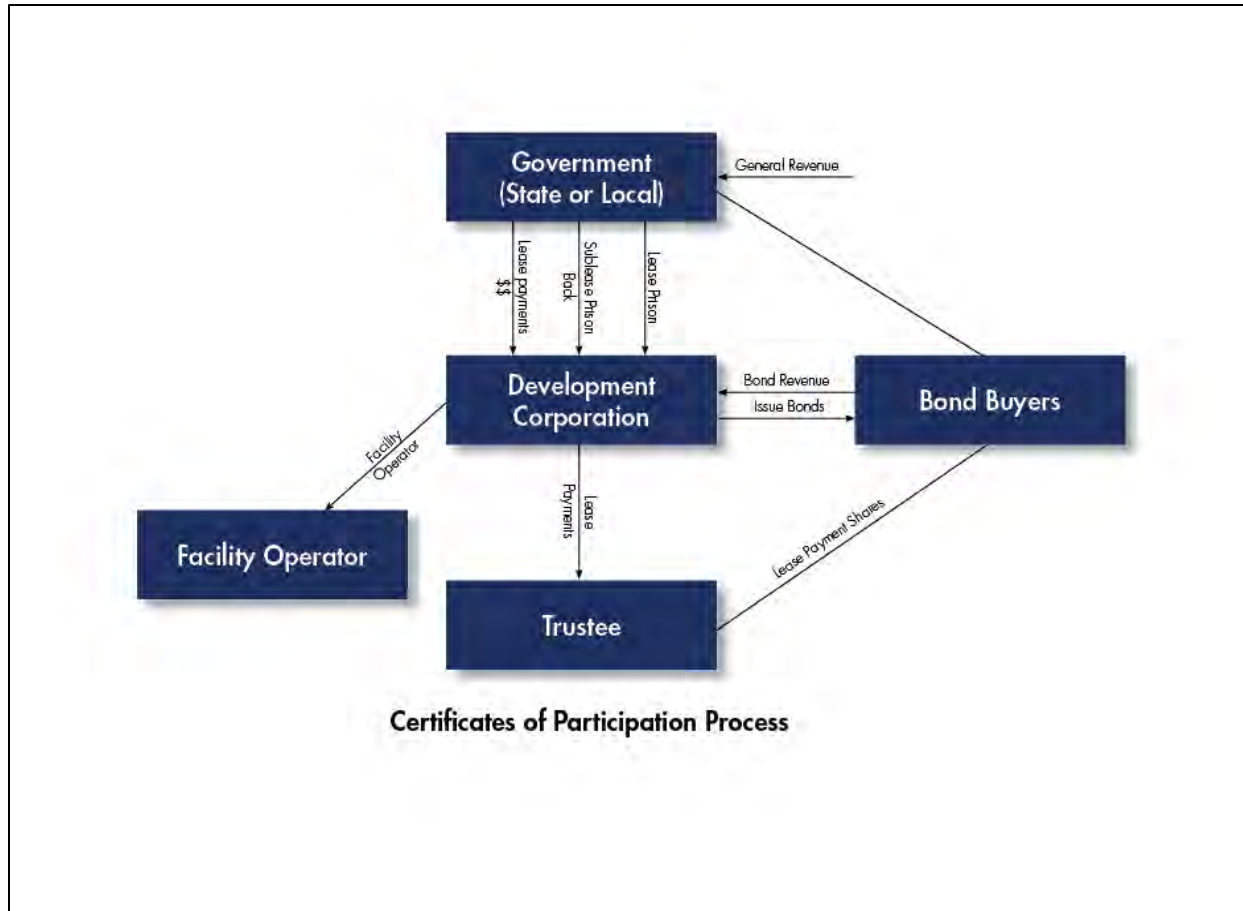 Government
(State or Local)
General Revenue
Lease payments
$$
Sublease Prison
Back
Lease Prison
Development
Corporation
Bond Revenue
Issue Bonds
Bond Buyers
Facility
Operator
Lease
Payments
Facility Operator
Lease Payment Shares
Trustee
Certificates of Participation Process